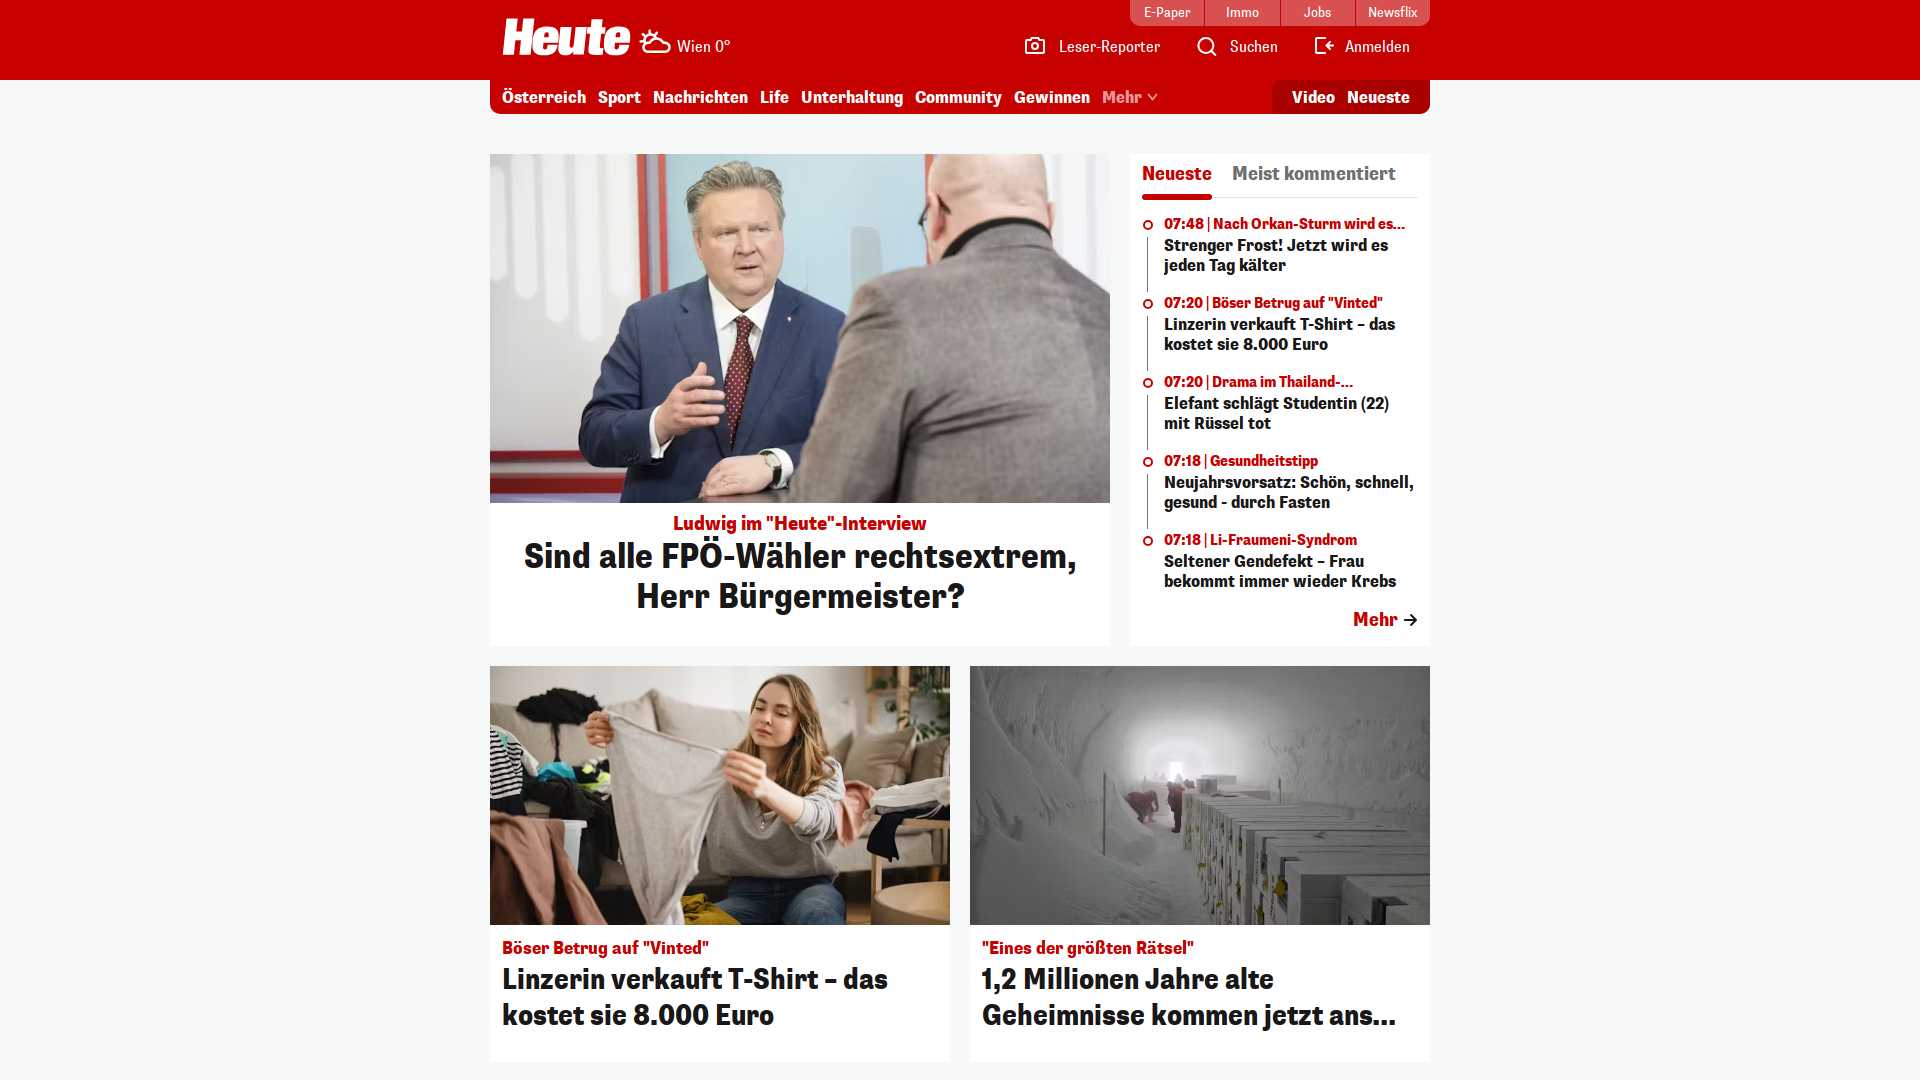 E-Paper
Immo
Jobs
Newsflix
Heute
Wien 0°
Leser-Reporter
Suchen
Anmelden
Österreich
Sport
Nachrichten
Life
Unterhaltung
Community
Gewinnen
Mehr
Video
Neueste
Ludwig im "Heute"-Interview
Sind alle FPÖ-Wähler rechtsextrem,
Herr Bürgermeister?
Neueste
Meist kommentiert
07:48 | Nach Orkan-Sturm wird es...
Strenger Frost! Jetzt wird es
jeden Tag kälter
07:20 | Böser Betrug auf "Vinted"
Linzerin verkauft T-Shirt – das
kostet sie 8.000 Euro
07:20 | Drama im Thailand-...
Elefant schlägt Studentin (22)
mit Rüssel tot
07:18 | Gesundheitstipp
Neujahrsvorsatz: Schön, schnell,
gesund - durch Fasten
07:18 | Li-Fraumeni-Syndrom
Seltener Gendefekt – Frau
bekommt immer wieder Krebs
Mehr
Böser Betrug auf "Vinted"
Linzerin verkauft T-Shirt – das
kostet sie 8.000 Euro
"Eines der größten Rätsel"
1,2 Millionen Jahre alte
Geheimnisse kommen jetzt ans...